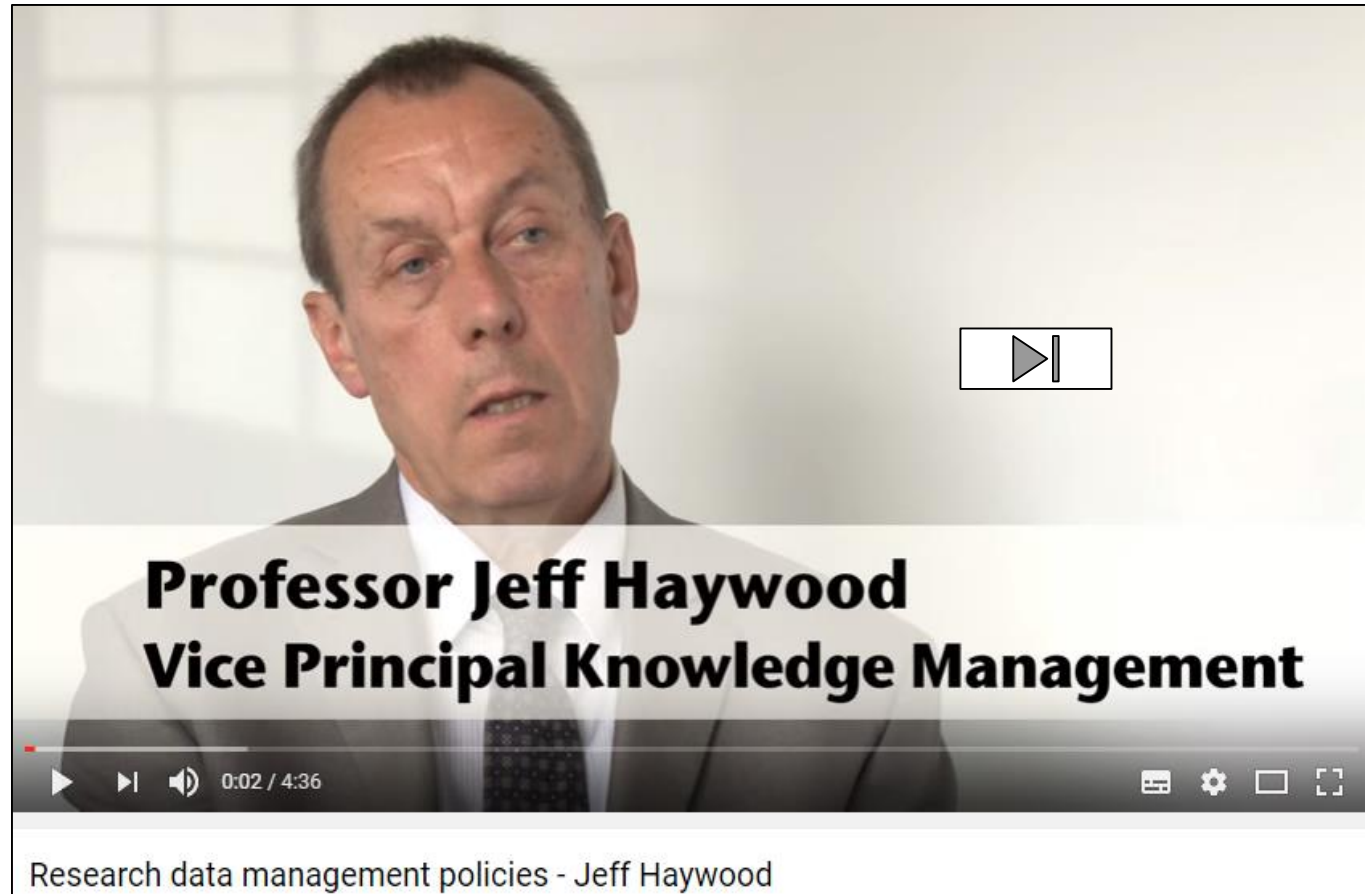 Professor Jeff Haywood
Vice Principal Knowledge Management
0:02 / 4:36
Research data management policies - Jeff Haywood